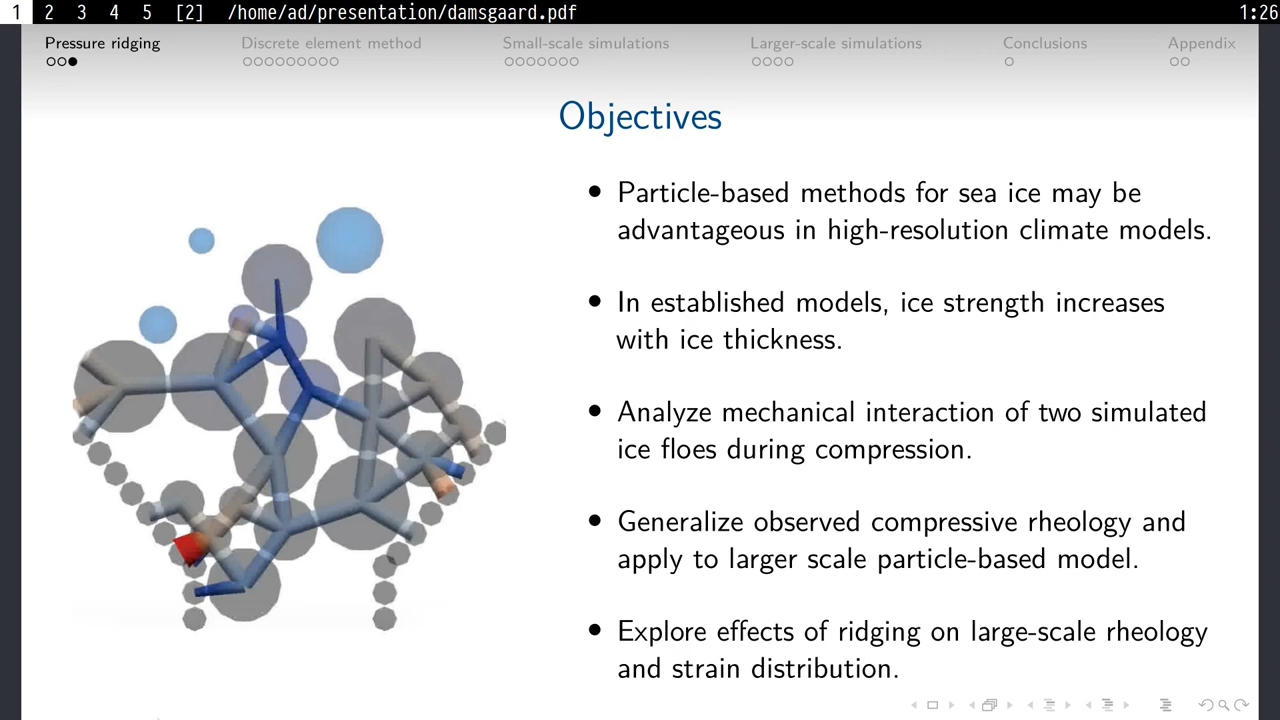 1 2 3 4 5 [2] /home/ad/presentation/damsgaard.pdf 1:26
Pressure ridging Discrete element method Small-scale simulations Larger-scale simulations Conclusions Appendix
Objectives
• Particle-based methods for sea ice may be
advantageous in high-resolution climate models.
• In established models, ice strength increases
with ice thickness.
• Analyze mechanical interaction of two simulated
ice floes during compression.
• Generalize observed compressive rheology and
apply to larger scale particle-based model.
• Explore effects of ridging on large-scale rheology
and strain distribution.